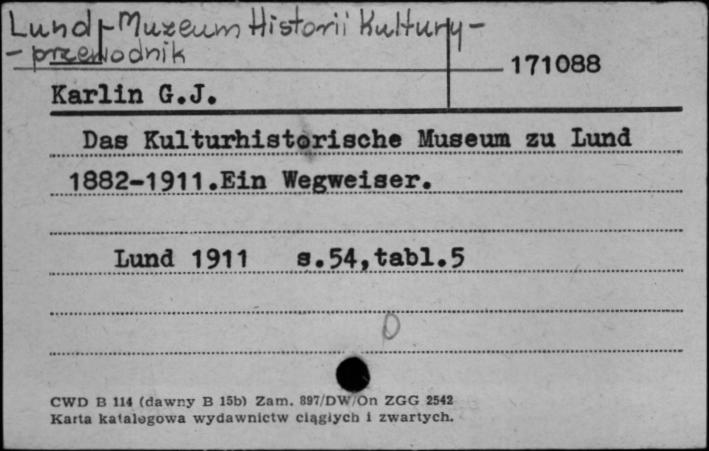 Lund - Muzeum Historii Kultury -
- przewodnik
171088
Karlin G.J.
Das Kulturhistorische Museum zu Lund
1882-1911.Ein Wegweiser.
Lund 1911 s.54,tabl.5
0
CWD B 114 (dawny B 15b) Zam. 897/DW/On ZGG 2542
Karta katalogowa wydawnictw ciągłych i zwartych.